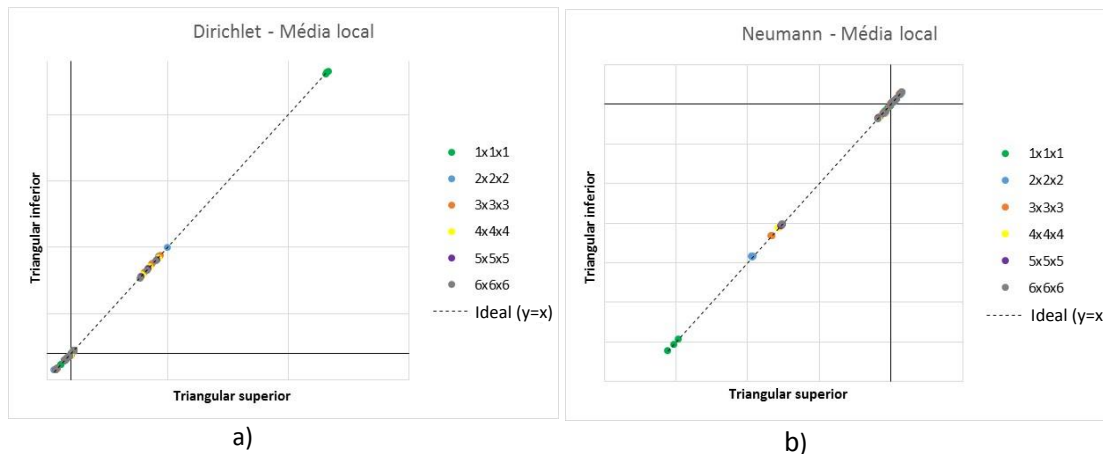 Dirichlet - Média local
Triangular inferior
1x1x1
2x2x2
3x3x3
4x4x4
5x5x5
6x6x6
Ideal (y=x)
Triangular superior
a)
Neumann - Média local
Triangular inferior
1x1x1
2x2x2
3x3x3
4x4x4
5x5x5
6x6x6
Ideal (y=x
Triangular superior
b)